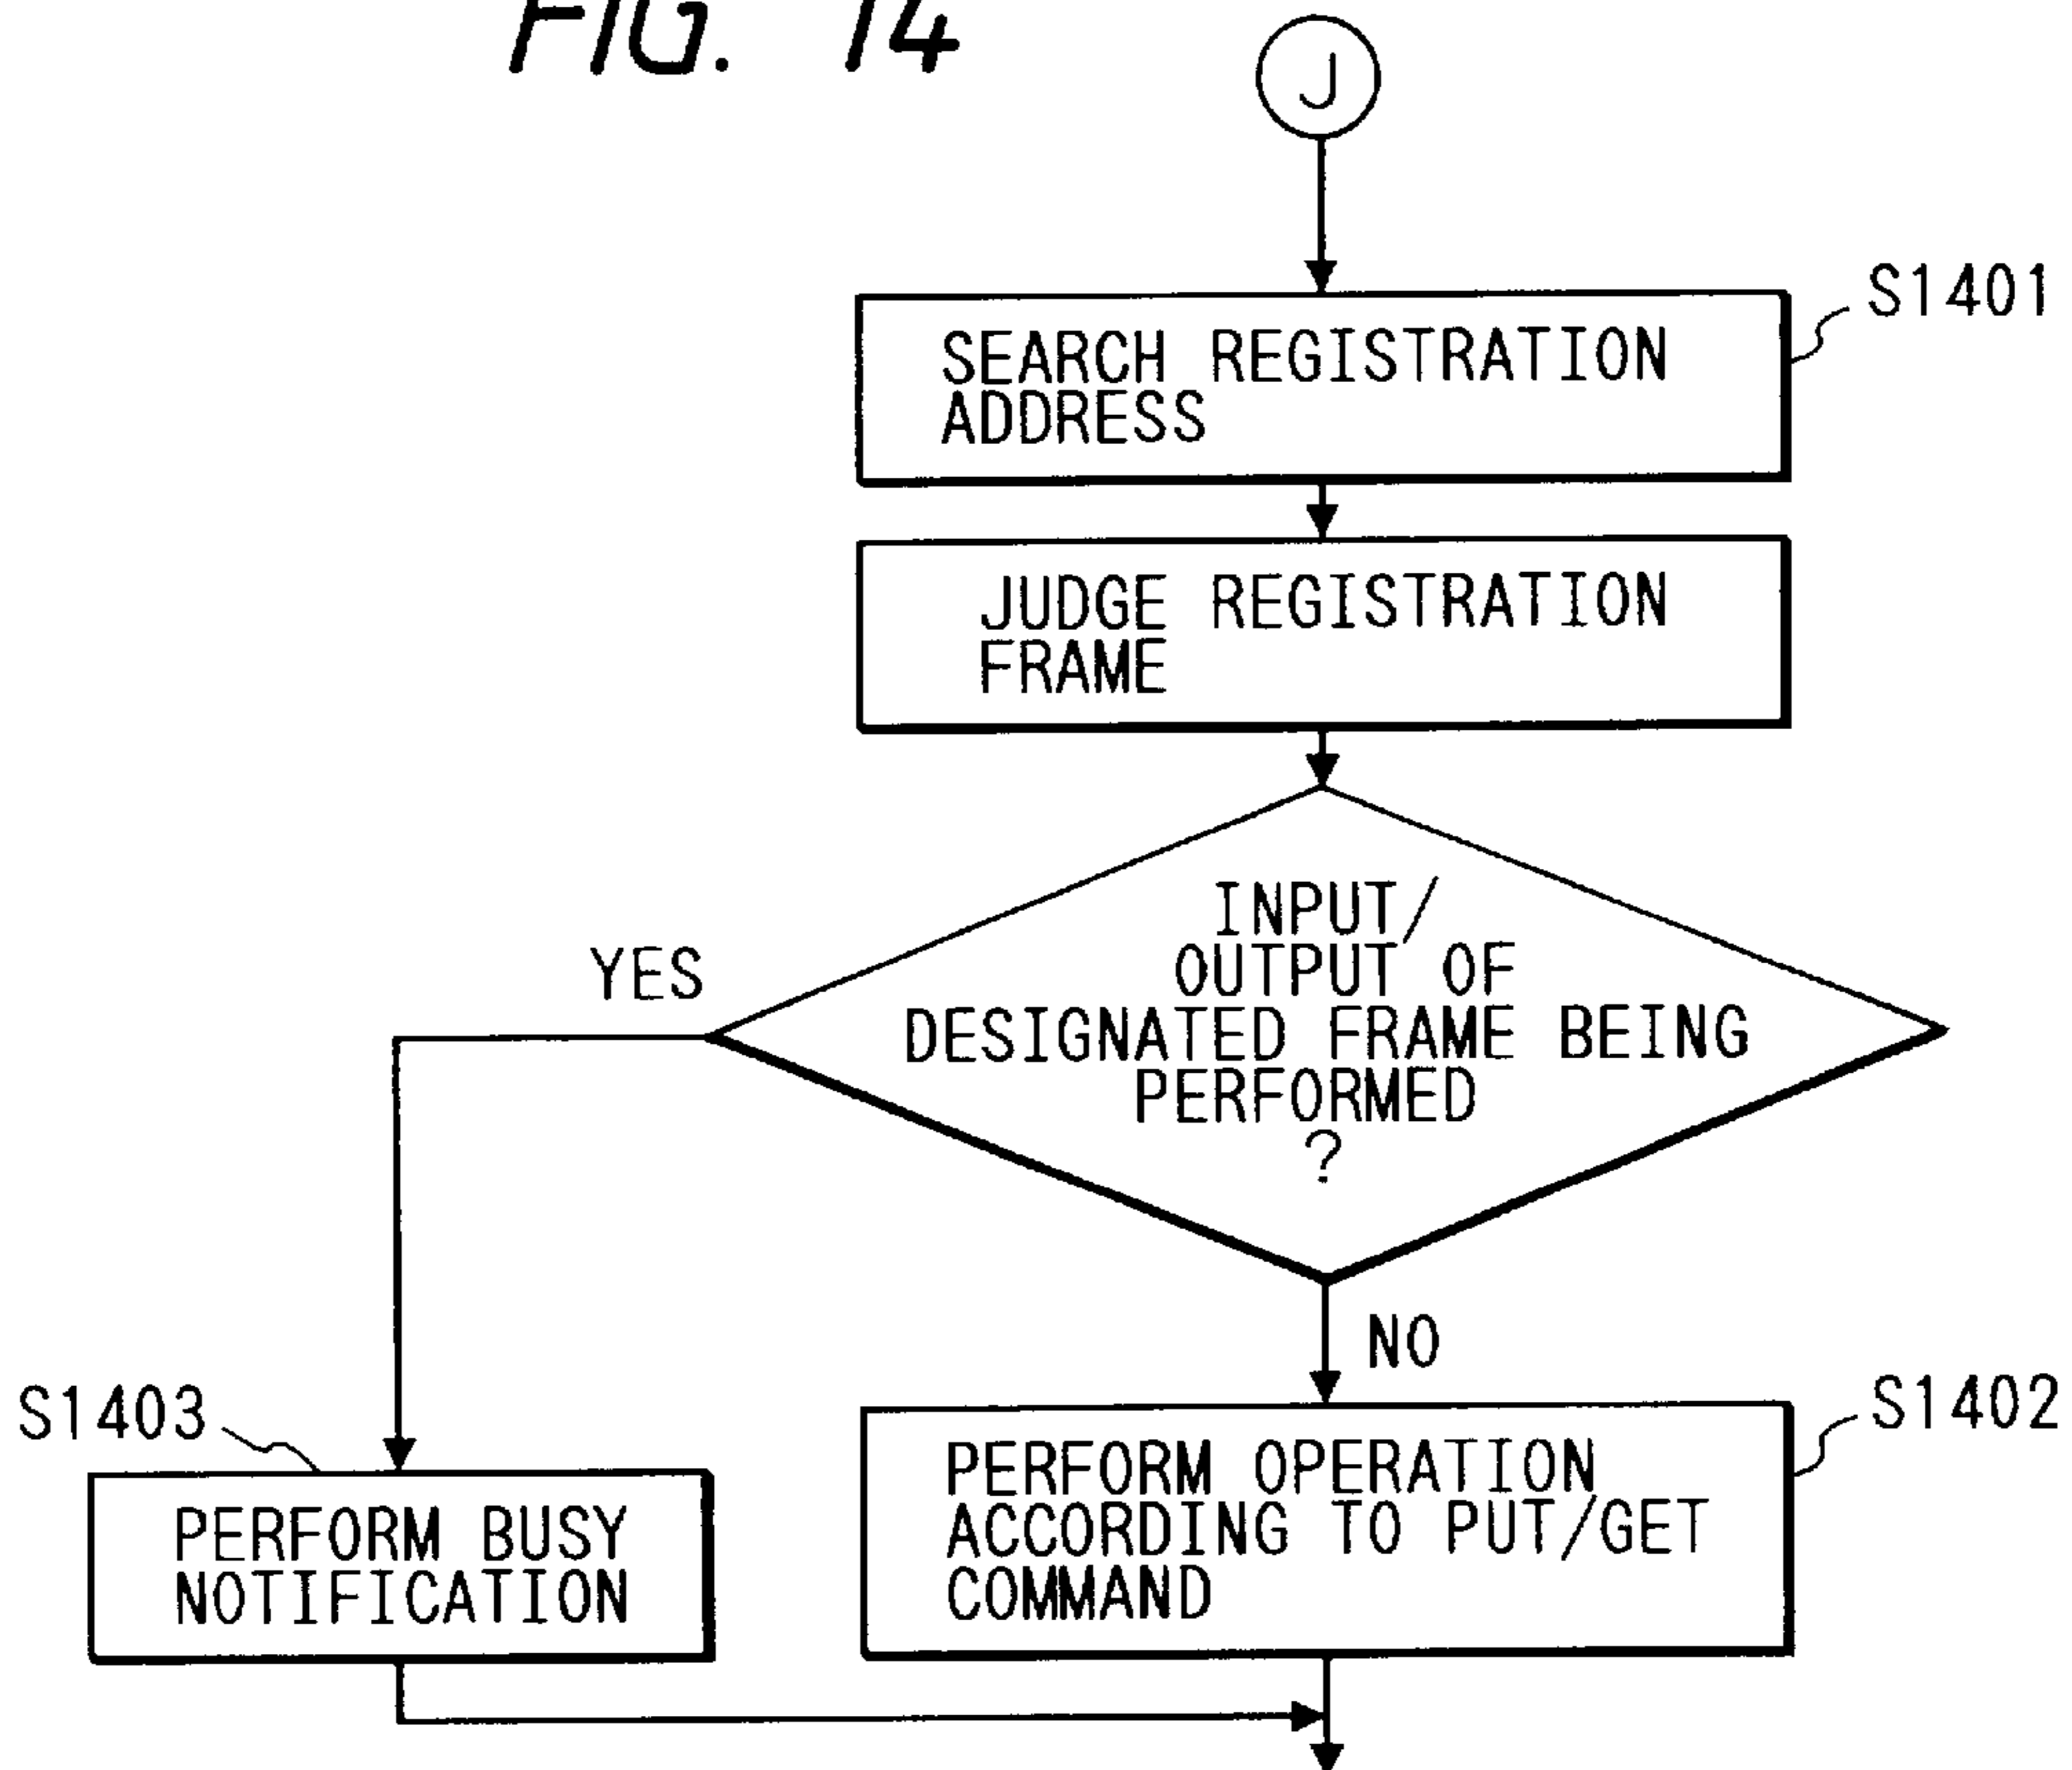 FIG. 14
J
S1401
SEARCH REGISTRATION
ADDRESS
JUDGE REGISTRATION
FRAME
INPUT/
OUTPUT OF
DESIGNATED FRAME BEING
PERFORMED
?
YES
NO
S1403
S1402
PERFORM BUSY
NOTIFICATION
PERFORM OPERATION
ACCORDING TO PUT/GET
COMMAND